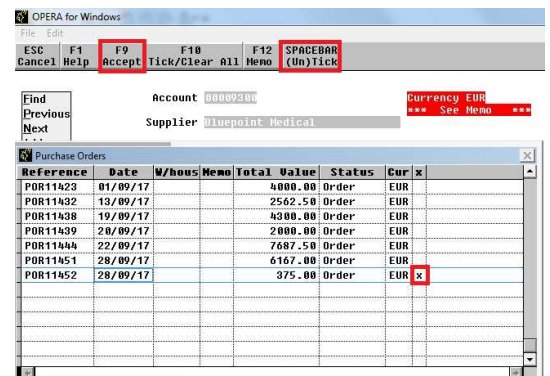 OPERA for Windows
File Edit
ESC F1 F9 F10 F12 SPACEBAR
Cancel Help Accept Tick/Clear All Memo (Un)Tick
Find Account 00009300 Currency EUR
Previous *** See Memo ***
Next Supplier Bluepoint Medical
Purchase Orders
Reference Date W/hous Memo Total Value Status Cur x
POR11423 01/09/17 4000.00 Order EUR
POR11432 13/09/17 2562.50 Order EUR
POR11438 19/09/17 4300.00 Order EUR
POR11439 20/09/17 2000.00 Order EUR
POR11444 22/09/17 7687.50 Order EUR
POR11451 28/09/17 6167.00 Order EUR
POR11452 28/09/17 375.00 Order EUR x